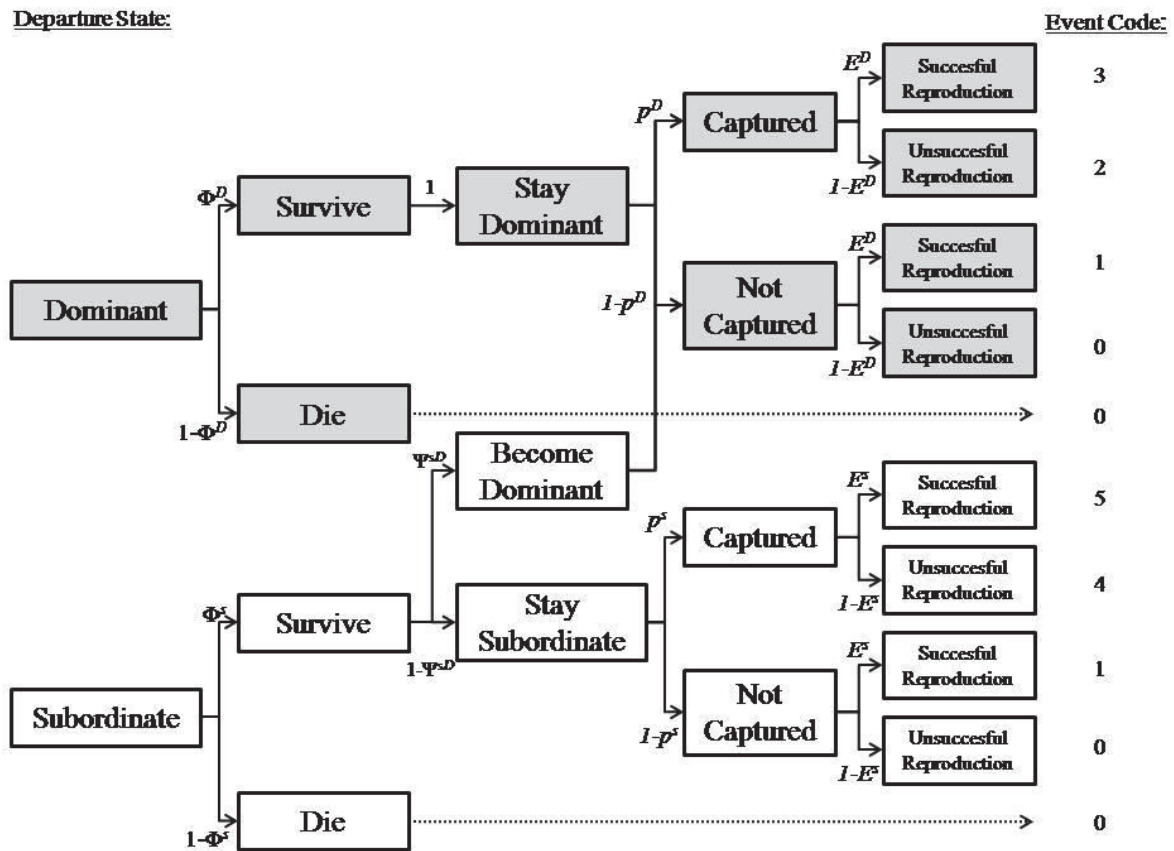 Departure State:
Event Code:
E^D
Succesful
Reproduction
3
p^D
Captured
Unsuccesful
Reproduction
2
1-E^D
Φ^D
Survive
1
Stay
Dominant
E^D
Succesful
Reproduction
1
Dominant
1-p^D
Not
Captured
Unsuccesful
Reproduction
0
1-E^D
Die
0
1-Φ^D
Ψ^sD
Become
Dominant
E^s
Succesful
Reproduction
5
p^s
Captured
Unsuccesful
Reproduction
4
1-E^s
Φ^s
Survive
Stay
Subordinate
1-Ψ^sD
E^s
Succesful
Reproduction
1
Subordinate
Not
Captured
1-p^s
Unsuccesful
Reproduction
0
1-E^s
Die
0
1-Φ^s